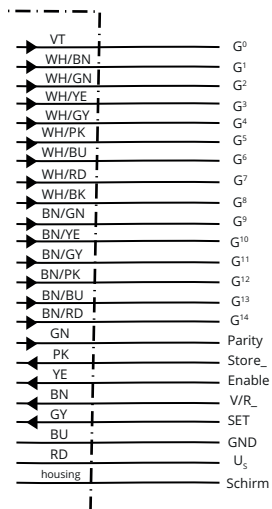 VT G⁰
WH/BN G¹
WH/GN G²
WH/YE G³
WH/GY G⁴
WH/PK G⁵
WH/BU G⁶
WH/RD G⁷
WH/BK G⁸
BN/GN G⁹
BN/YE G¹⁰
BN/GY G¹¹
BN/PK G¹²
BN/BU G¹³
BN/RD G¹⁴
GN Parity
PK Store_
YE Enable
BN V/R_
GY SET
BU GND
RD Uₛ
housing Schirm